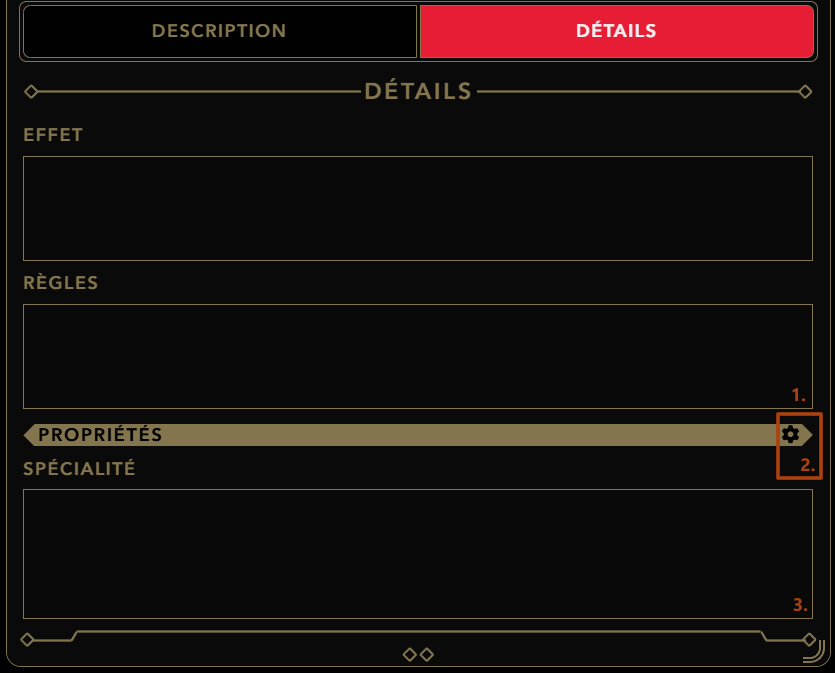 DESCRIPTION DÉTAILS
DÉTAILS
EFFET
RÈGLES
1.
PROPRIÉTÉS
2.
SPÉCIALITÉ
3.